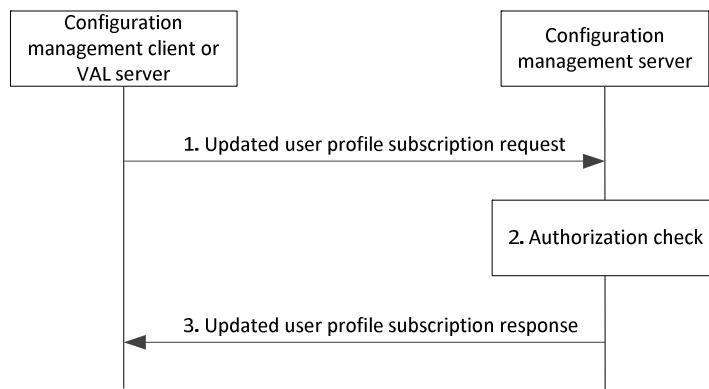 Configuration
management client or
VAL server
Configuration
management server
1. Updated user profile subscription request
2. Authorization check
3. Updated user profile subscription response